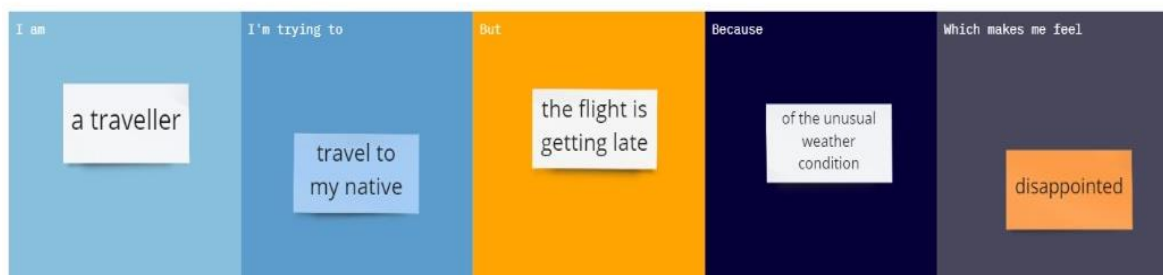 I am
a traveller
I'm trying to
travel to
my native
But
the flight is
getting late
Because
of the unusual
weather
condition
Which makes me feel
disappointed